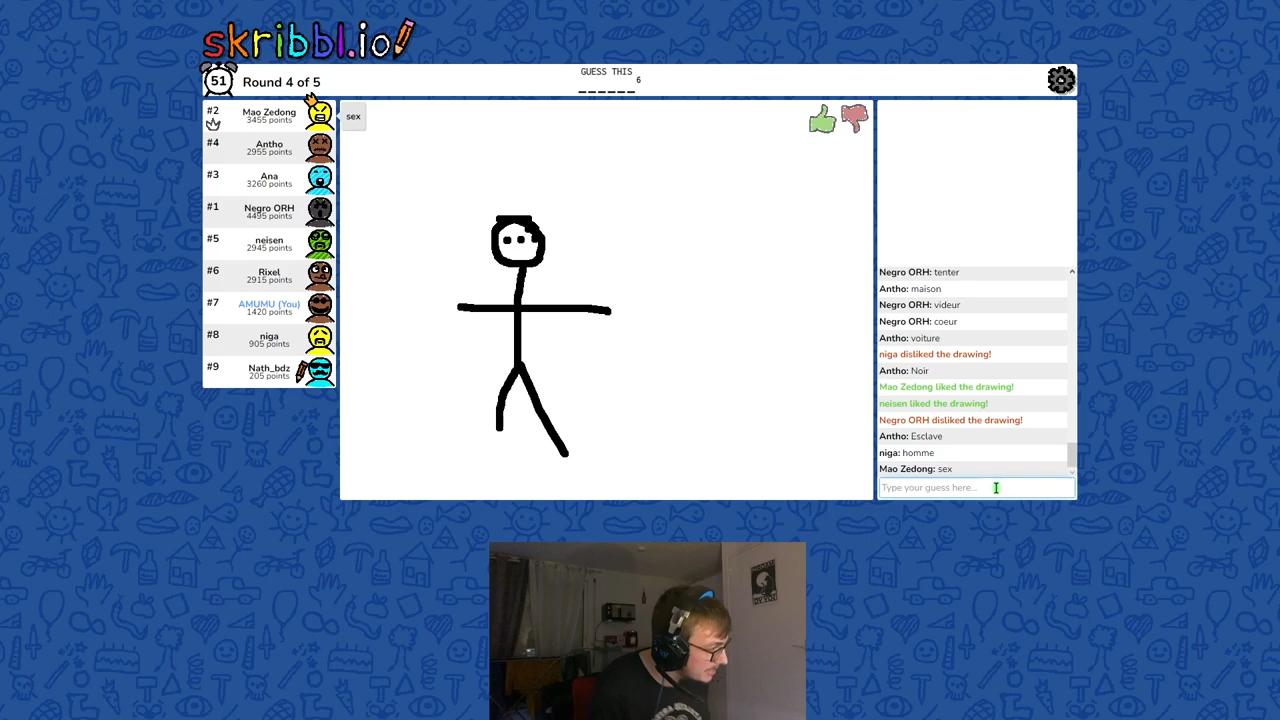 skribbl.io
51
Round 4 of 5
GUESS THIS
______ 6
#2 Mao Zedong
3455 points
#4 Antho
2955 points
#3 Ana
3260 points
#1 Negro ORH
4495 points
#5 neisen
2945 points
#6 Rixel
2915 points
#7 AMUMU (You)
1420 points
#8 niga
905 points
#9 Nath_bdz
205 points
sex
Negro ORH: tenter
Antho: maison
Negro ORH: videur
Negro ORH: coeur
Antho: voiture
niga disliked the drawing!
Antho: Noir
Mao Zedong liked the drawing!
neisen liked the drawing!
Negro ORH disliked the drawing!
Antho: Esclave
niga: homme
Mao Zedong: sex
Type your guess here...